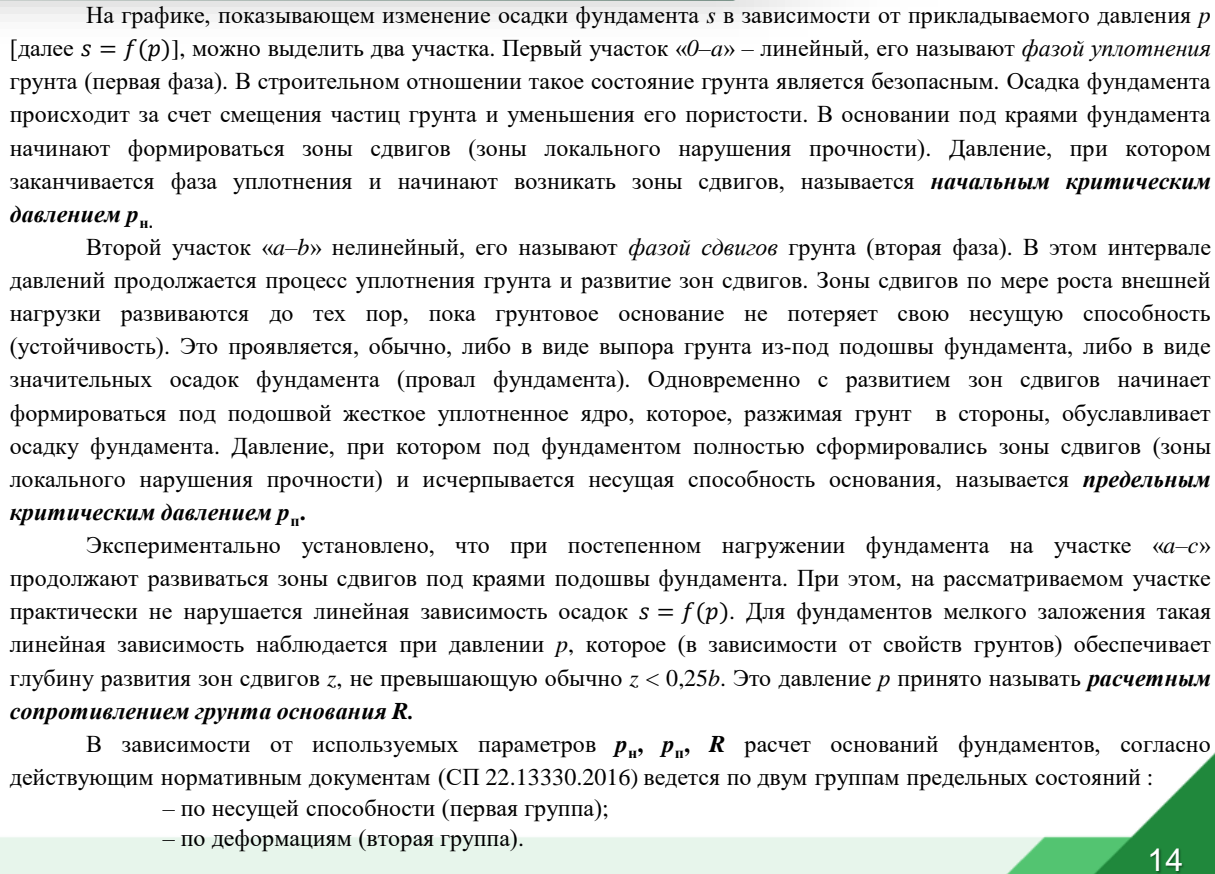 На графике, показывающем изменение осадки фундамента s в зависимости от прикладываемого давления p
[далее s = f(p)], можно выделить два участка. Первый участок «0–a» – линейный, его называют фазой уплотнения
грунта (первая фаза). В строительном отношении такое состояние грунта является безопасным. Осадка фундамента
происходит за счет смещения частиц грунта и уменьшения его пористости. В основании под краями фундамента
начинают формироваться зоны сдвигов (зоны локального нарушения прочности). Давление, при котором
заканчивается фаза уплотнения и начинают возникать зоны сдвигов, называется начальным критическим
давлением pн.
Второй участок «a–b» нелинейный, его называют фазой сдвигов грунта (вторая фаза). В этом интервале
давлений продолжается процесс уплотнения грунта и развитие зон сдвигов. Зоны сдвигов по мере роста внешней
нагрузки развиваются до тех пор, пока грунтовое основание не потеряет свою несущую способность
(устойчивость). Это проявляется, обычно, либо в виде выпора грунта из-под подошвы фундамента, либо в виде
значительных осадок фундамента (провал фундамента). Одновременно с развитием зон сдвигов начинает
формироваться под подошвой жесткое уплотненное ядро, которое, разжимая грунт в стороны, обуславливает
осадку фундамента. Давление, при котором под фундаментом полностью сформировались зоны сдвигов (зоны
локального нарушения прочности) и исчерпывается несущая способность основания, называется предельным
критическим давлением pп.
Экспериментально установлено, что при постепенном нагружении фундамента на участке «a–c»
продолжают развиваться зоны сдвигов под краями подошвы фундамента. При этом, на рассматриваемом участке
практически не нарушается линейная зависимость осадок s = f(p). Для фундаментов мелкого заложения такая
линейная зависимость наблюдается при давлении p, которое (в зависимости от свойств грунтов) обеспечивает
глубину развития зон сдвигов z, не превышающую обычно z < 0,25b. Это давление p принято называть расчетным
сопротивлением грунта основания R.
В зависимости от используемых параметров pн, pп, R расчет оснований фундаментов, согласно
действующим нормативным документам (СП 22.13330.2016) ведется по двум группам предельных состояний :
– по несущей способности (первая группа);
– по деформациям (вторая группа).
14